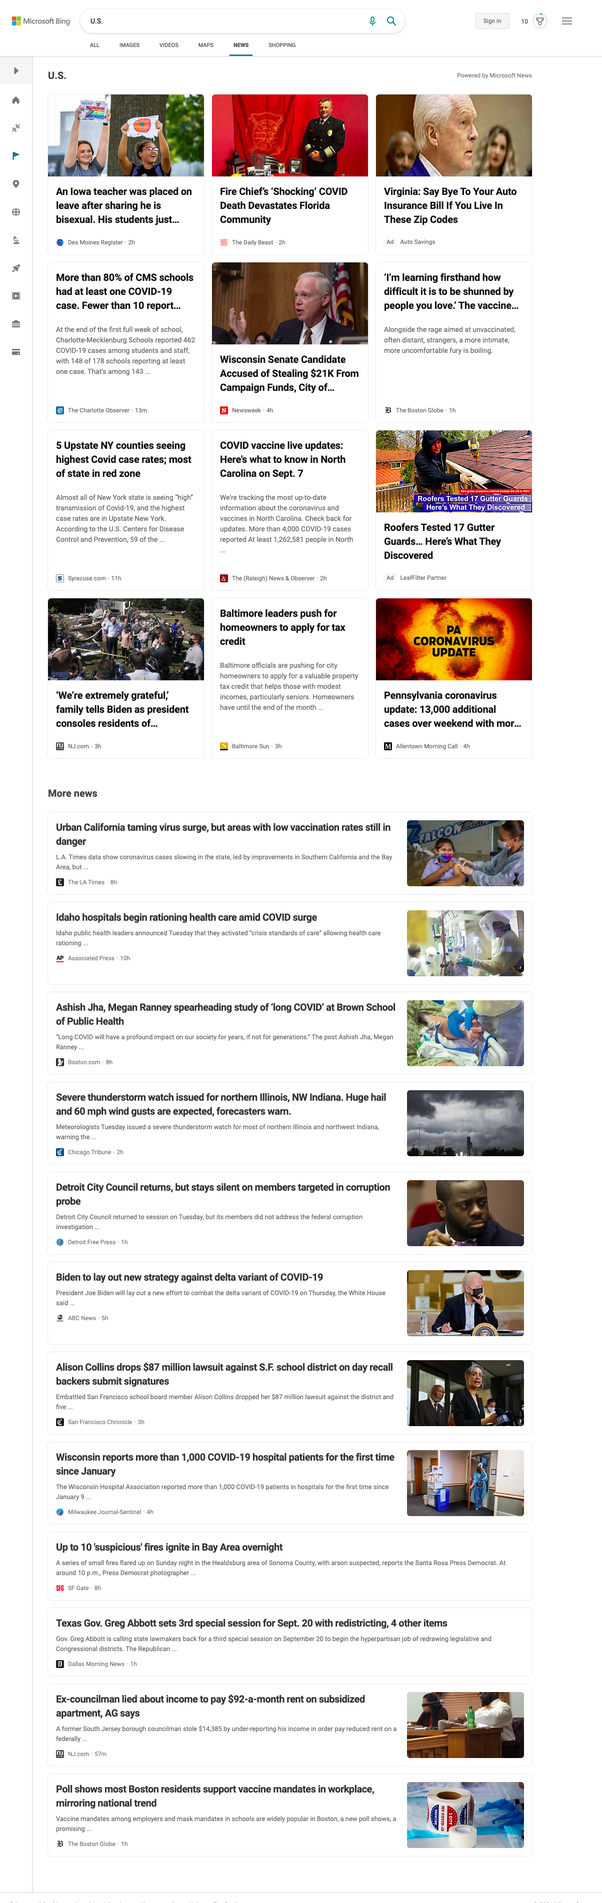 Microsoft Bing
U.S.
Sign in
10
ALL
IMAGES
VIDEOS
MAPS
NEWS
SHOPPING
U.S.
Powered by Microsoft News
An Iowa teacher was placed on
leave after sharing he is
bisexual. His students just...
Des Moines Register · 2h
Fire Chief's 'Shocking' COVID
Death Devastates Florida
Community
The Daily Beast · 2h
Virginia: Say Bye To Your Auto
Insurance Bill If You Live In
These Zip Codes
Ad Auto Savings
More than 80% of CMS schools
had at least one COVID-19
case. Fewer than 10 report...
At the end of the first full week of school,
Charlotte-Mecklenburg Schools reported 462
COVID-19 cases among students and staff,
with 148 of 178 schools reporting at least
one case. That's among 143 ...
The Charlotte Observer · 13m
Wisconsin Senate Candidate
Accused of Stealing $21K From
Campaign Funds, City of...
Newsweek · 4h
'I'm learning firsthand how
difficult it is to be shunned by
people you love.' The vaccine...
Alongside the rage aimed at unvaccinated,
often distant, strangers, a more intimate,
more uncomfortable fury is boiling.
The Boston Globe · 1h
5 Upstate NY counties seeing
highest Covid case rates; most
of state in red zone
Almost all of New York state is seeing "high"
transmission of Covid-19, and the highest
case rates are in Upstate New York.
According to the U.S. Centers for Disease
Control and Prevention, 59 of the ...
Syracuse.com · 11h
COVID vaccine live updates:
Here's what to know in North
Carolina on Sept. 7
We're tracking the most up-to-date
information about the coronavirus and
vaccines in North Carolina. Check back for
updates. More than 4,000 COVID-19 cases
reported At least 1,262,581 people in North
...
The (Raleigh) News & Observer · 2h
Roofers Tested 17 Gutter Guards
Here's What They Discovered
Roofers Tested 17 Gutter
Guards... Here's What They
Discovered
Ad LeafFilter Partner
'We're extremely grateful,'
family tells Biden as president
consoles residents of...
NJ.com · 3h
Baltimore leaders push for
homeowners to apply for tax
credit
Baltimore officials are pushing for city
homeowners to apply for a valuable property
tax credit that helps those with modest
incomes, particularly seniors. Homeowners
have until the end of the month ...
Baltimore Sun · 3h
PA
CORONAVIRUS
UPDATE
Pennsylvania coronavirus
update: 13,000 additional
cases over weekend with mor...
Allentown Morning Call · 4h
More news
Urban California taming virus surge, but areas with low vaccination rates still in
danger
L.A. Times data show coronavirus cases slowing in the state, led by improvements in Southern California and the Bay
Area, but ...
The LA Times · 8h
FALCON
Idaho hospitals begin rationing health care amid COVID surge
Idaho public health leaders announced Tuesday that they activated "crisis standards of care" allowing health care
rationing ...
AP Associated Press · 10h
Ashish Jha, Megan Ranney spearheading study of 'long COVID' at Brown School
of Public Health
"Long COVID will have a profound impact on our society for years, if not for generations." The post Ashish Jha, Megan
Ranney ...
Boston.com · 8h
Severe thunderstorm watch issued for northern Illinois, NW Indiana. Huge hail
and 60 mph wind gusts are expected, forecasters warn.
Meteorologists Tuesday issued a severe thunderstorm watch for most of northern Illinois and northwest Indiana,
warning the ...
Chicago Tribune · 2h
Detroit City Council returns, but stays silent on members targeted in corruption
probe
Detroit City Council returned to session on Tuesday, but its members did not address the federal corruption
investigation ...
Detroit Free Press · 1h
Biden to lay out new strategy against delta variant of COVID-19
President Joe Biden will lay out a new effort to combat the delta variant of COVID-19 on Thursday, the White House
said ...
ABC News · 5h
Alison Collins drops $87 million lawsuit against S.F. school district on day recall
backers submit signatures
Embattled San Francisco school board member Alison Collins dropped her $87 million lawsuit against the district and
five ...
San Francisco Chronicle · 3h
Wisconsin reports more than 1,000 COVID-19 hospital patients for the first time
since January
The Wisconsin Hospital Association reported more than 1,000 COVID-19 patients in hospitals for the first time since
January 9 ...
Milwaukee Journal-Sentinel · 4h
Up to 10 'suspicious' fires ignite in Bay Area overnight
A series of small fires flared up on Sunday night in the Healdsburg area of Sonoma County, with arson suspected, reports the Santa Rosa Press Democrat. At
around 10 p.m., Press Democrat photographer ...
SF Gate · 8h
Texas Gov. Greg Abbott sets 3rd special session for Sept. 20 with redistricting, 4 other items
Gov. Greg Abbott is calling state lawmakers back for a third special session on September 20 to begin the hyperpartisan job of redrawing legislative and
Congressional districts. The Republican ...
Dallas Morning News · 1h
Ex-councilman lied about income to pay $92-a-month rent on subsidized
apartment, AG says
A former South Jersey borough councilman stole $14,385 by under-reporting his income in order pay reduced rent on a
federally ...
NJ.com · 57m
Poll shows most Boston residents support vaccine mandates in workplace,
mirroring national trend
Vaccine mandates among employers and mask mandates in schools are widely popular in Boston, a new poll shows, a
promising ...
The Boston Globe · 1h